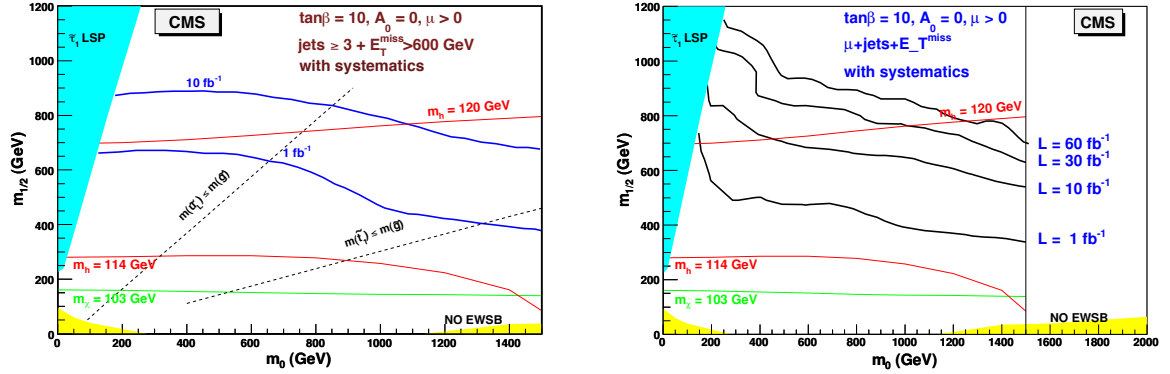 CMS
tanβ = 10, A0 = 0, μ > 0
jets ≥ 3 + E_T^miss >600 GeV
with systematics
τ̃1 LSP
10 fb⁻¹
mh = 120 GeV
1 fb⁻¹
m(t̃1) ≤ m(g̃)
mh = 114 GeV
mχ = 103 GeV
NO EWSB
m1/2 (GeV)
0
200
400
600
800
1000
1200
0 200 400 600 800 1000 1200 1400
m0 (GeV)
tanβ = 10, A0 = 0, μ > 0
μ+jets+E_T^miss
with systematics
CMS
τ̃1 LSP
mh = 120 GeV
L = 60 fb⁻¹
L = 30 fb⁻¹
L = 10 fb⁻¹
L = 1 fb⁻¹
mh = 114 GeV
mχ = 103 GeV
NO EWSB
m1/2 (GeV)
0
200
400
600
800
1000
1200
0 200 400 600 800 1000 1200 1400 1600 1800 2000
m0 (GeV)